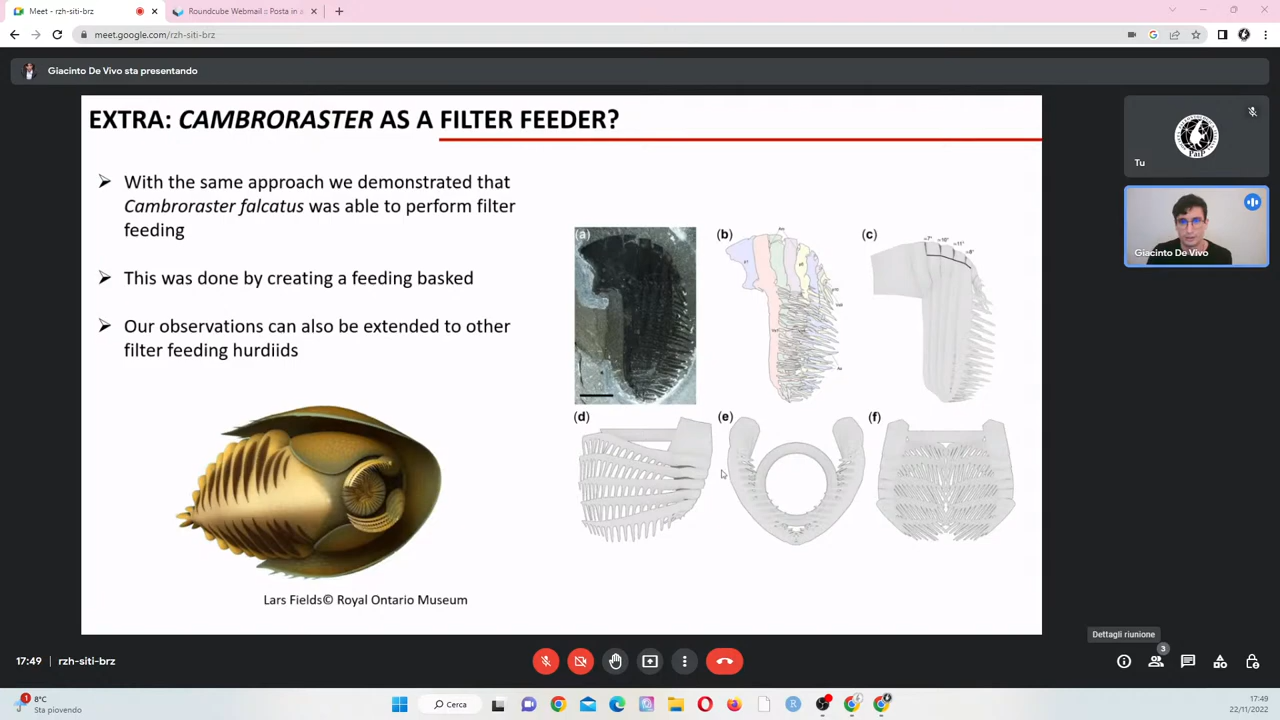 Meet - rzh-siti-brz
Roundcube Webmail :: Posta in a
meet.google.com/rzh-siti-brz
Giacinto De Vivo sta presentando
EXTRA: CAMBRORASTER AS A FILTER FEEDER?
With the same approach we demonstrated that
Cambroraster falcatus was able to perform filter
feeding
This was done by creating a feeding basked
Our observations can also be extended to other
filter feeding hurdiids
(a)
(b)
(c)
(d)
(e)
(f)
Lars Fields© Royal Ontario Museum
Tu
Giacinto De Vivo
Dettagli riunione
17:49
rzh-siti-brz
3
1
8°C
Sta piovendo
Cerca
17:49
22/11/2022